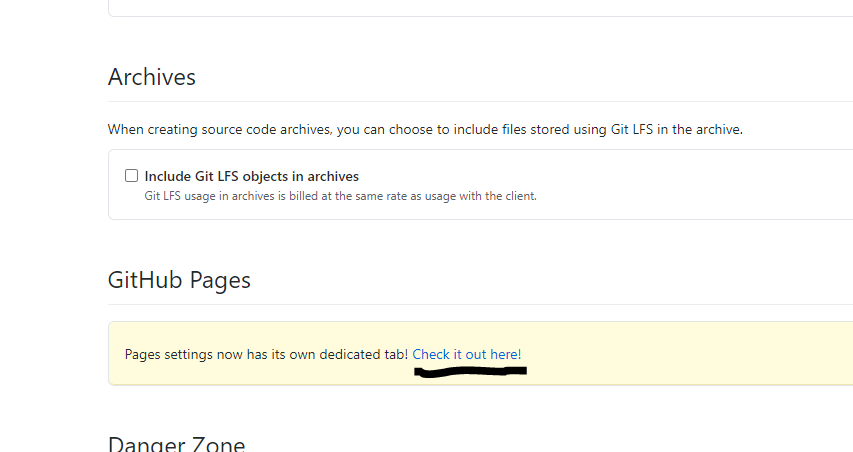 Archives
When creating source code archives, you can choose to include files stored using Git LFS in the archive.
Include Git LFS objects in archives
Git LFS usage in archives is billed at the same rate as usage with the client.
GitHub Pages
Pages settings now has its own dedicated tab! Check it out here!
Danger Zone